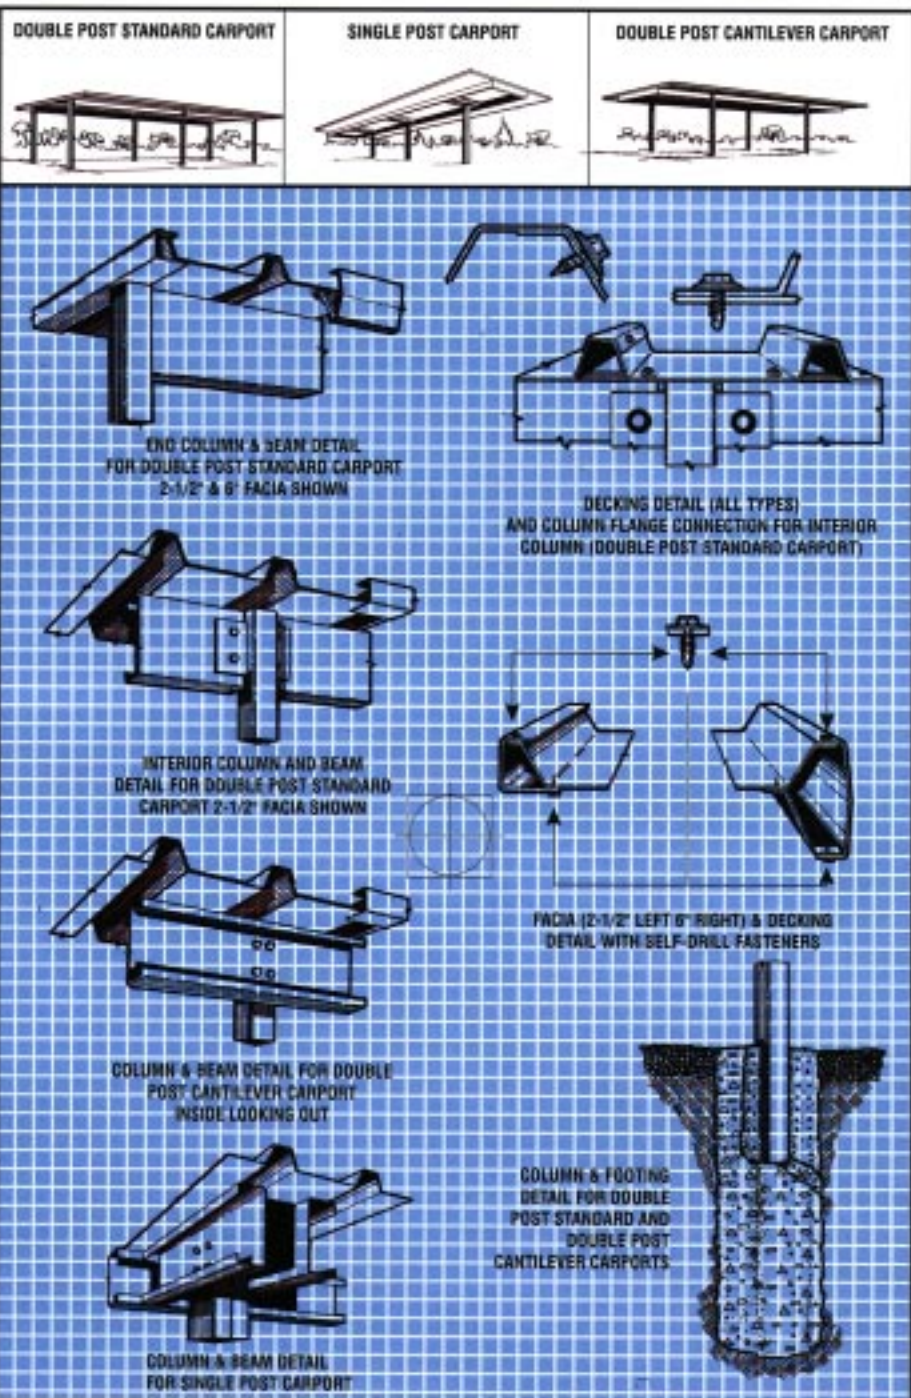 DOUBLE POST STANDARD CARPORT
SINGLE POST CARPORT
DOUBLE POST CANTILEVER CARPORT
END COLUMN & BEAM DETAIL
FOR DOUBLE POST STANDARD CARPORT
2-1/2" & 6" FACIA SHOWN
DECKING DETAIL (ALL TYPES)
AND COLUMN FLANGE CONNECTION FOR INTERIOR
COLUMN (DOUBLE POST STANDARD CARPORT)
INTERIOR COLUMN AND BEAM
DETAIL FOR DOUBLE POST STANDARD
CARPORT 2-1/2" FACIA SHOWN
FACIA (2-1/2" LEFT 6" RIGHT) & DECKING
DETAIL WITH SELF-DRILL FASTENERS
COLUMN & BEAM DETAIL FOR DOUBLE
POST CANTILEVER CARPORT
INSIDE LOOKING OUT
COLUMN & FOOTING
DETAIL FOR DOUBLE
POST STANDARD AND
DOUBLE POST
CANTILEVER CARPORTS
COLUMN & BEAM DETAIL
FOR SINGLE POST CARPORT